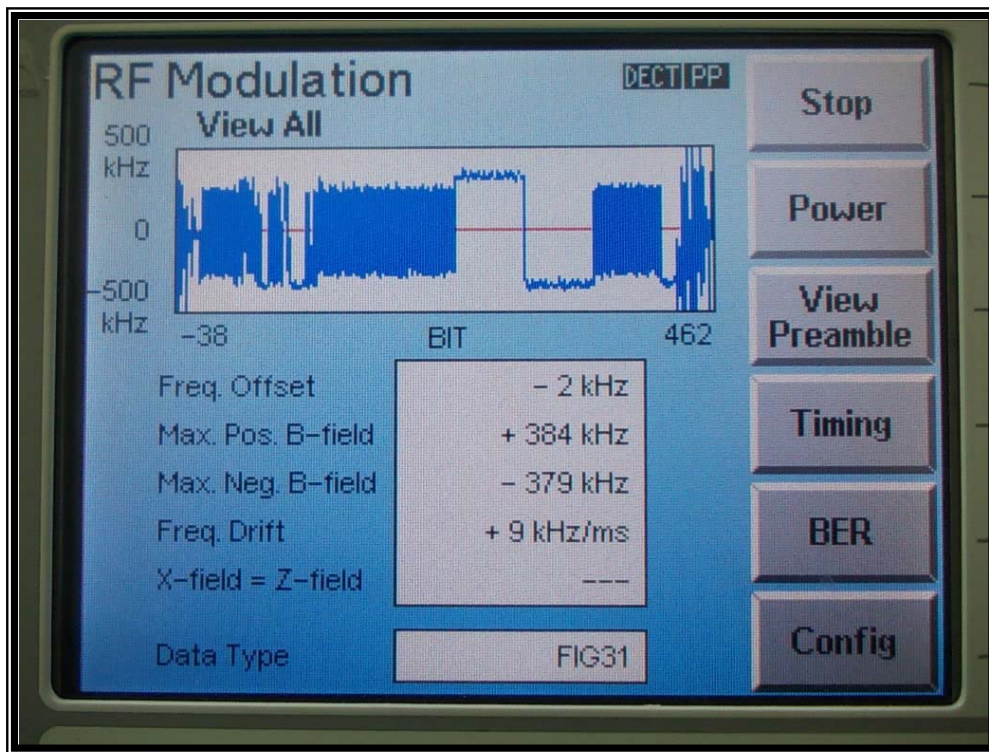 RF Modulation
DECT PP
View All
500
kHz
0
-500
kHz
-38
BIT
462
Freq. Offset
- 2 kHz
Max. Pos. B-field
+ 384 kHz
Max. Neg. B-field
- 379 kHz
Freq. Drift
+ 9 kHz/ms
X-field = Z-field
---
Data Type
FIG31
Stop
Power
View
Preamble
Timing
BER
Config